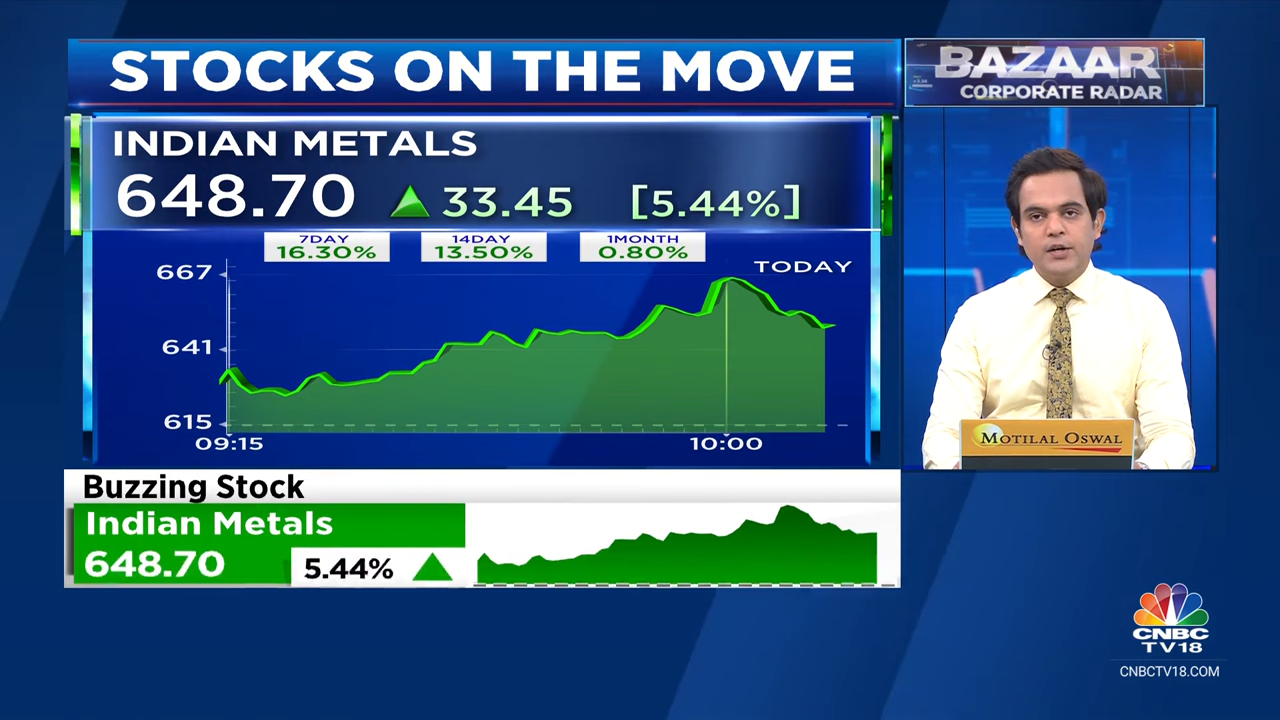 STOCKS ON THE MOVE
BAZAAR
CORPORATE RADAR
INDIAN METALS
648.70 33.45 [5.44%]
7DAY 14DAY 1MONTH
16.30% 13.50% 0.80%
TODAY
667
641
615
09:15 10:00
MOTILAL OSWAL
Buzzing Stock
Indian Metals
648.70 5.44%
CNBC
TV18
CNBCTV18.COM